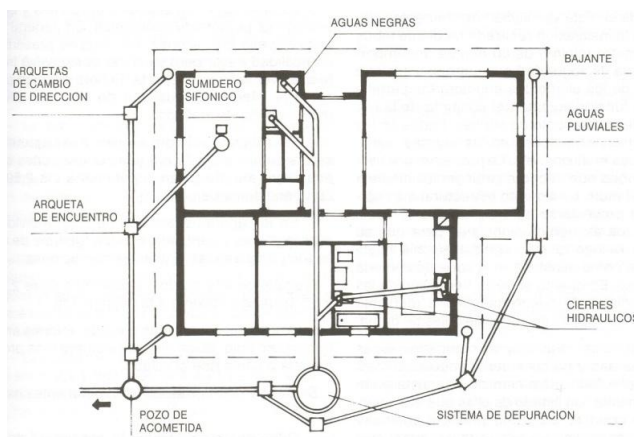 AGUAS NEGRAS
ARQUETAS
DE CAMBIO
DE DIRECCION
SUMIDERO
SIFONICO
BAJANTE
AGUAS
PLUVIALES
ARQUETA
DE ENCUENTRO
CIERRES
HIDRAULICOS
POZO DE
ACOMETIDA
SISTEMA DE DEPURACION